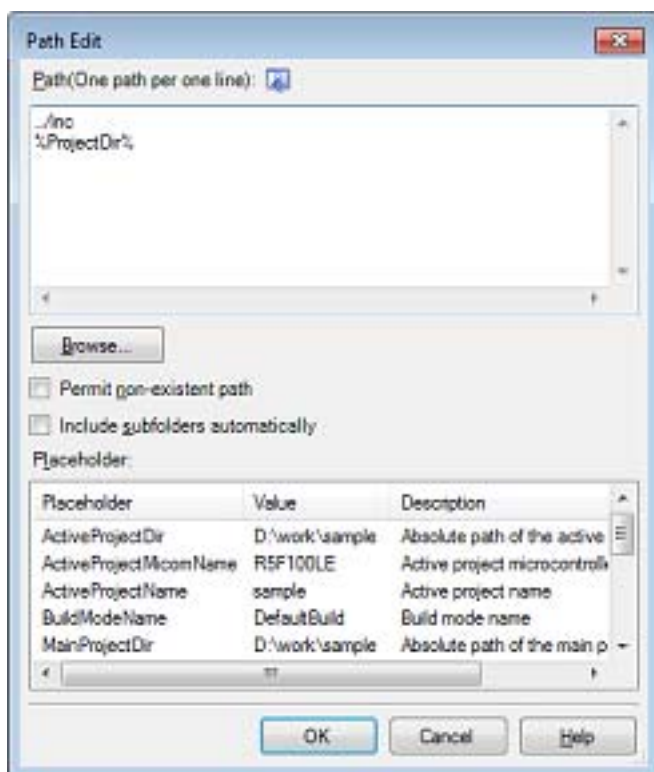 Path Edit
Path(One path per one line):
../inc
%ProjectDir%
Browse...
Permit non-existent path
Include subfolders automatically
Placeholder:
Placeholder Value Description
ActiveProjectDir D:\work\sample Absolute path of the active
ActiveProjectMicomName R5F100LE Active project microcontrolle
ActiveProjectName sample Active project name
BuildModeName DefaultBuild Build mode name
MainProjectDir D:\work\sample Absolute path of the main p
OK Cancel Help